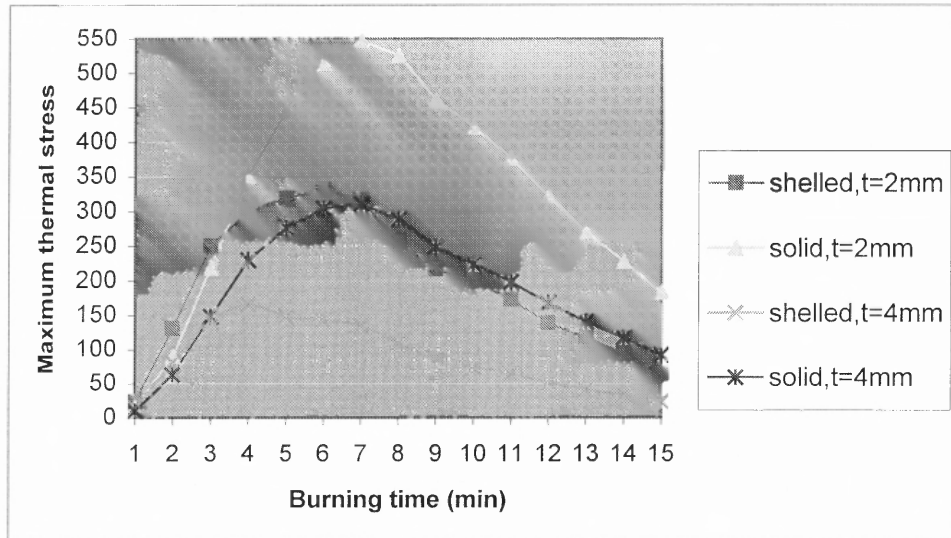 Maximum thermal stress
550
500
450
400
350
300
250
200
150
100
50
0
1 2 3 4 5 6 7 8 9 10 11 12 13 14 15
Burning time (min)
shelled,t=2mm
solid,t=2mm
shelled,t=4mm
solid,t=4mm